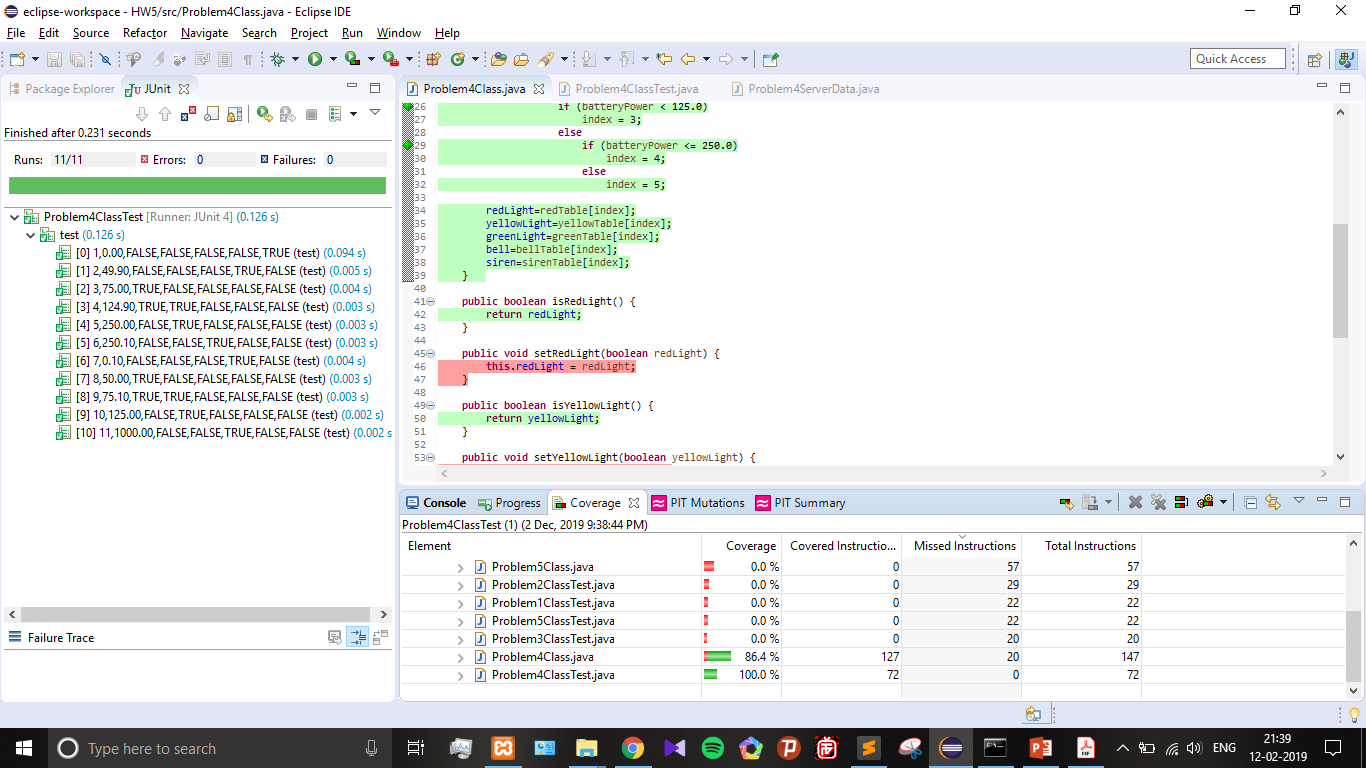 eclipse-workspace - HW5/src/Problem4Class.java - Eclipse IDE
File Edit Source Refactor Navigate Search Project Run Window Help
Quick Access
Package Explorer JUnit
Finished after 0.231 seconds
Runs: 11/11 Errors: 0 Failures: 0
Problem4ClassTest [Runner: JUnit 4] (0.126 s)
test (0.126 s)
[0] 1,0.00,FALSE,FALSE,FALSE,FALSE,TRUE (test) (0.094 s)
[1] 2,49.90,FALSE,FALSE,FALSE,TRUE,FALSE (test) (0.005 s)
[2] 3,75.00,TRUE,FALSE,FALSE,FALSE,FALSE (test) (0.004 s)
[3] 4,124.90,TRUE,TRUE,FALSE,FALSE,FALSE (test) (0.003 s)
[4] 5,250.00,FALSE,TRUE,FALSE,FALSE,FALSE (test) (0.003 s)
[5] 6,250.10,FALSE,FALSE,TRUE,FALSE,FALSE (test) (0.003 s)
[6] 7,0.10,FALSE,FALSE,FALSE,TRUE,FALSE (test) (0.004 s)
[7] 8,50.00,TRUE,FALSE,FALSE,FALSE,FALSE (test) (0.003 s)
[8] 9,75.10,TRUE,TRUE,FALSE,FALSE,FALSE (test) (0.003 s)
[9] 10,125.00,FALSE,TRUE,FALSE,FALSE,FALSE (test) (0.002 s)
[10] 11,1000.00,FALSE,FALSE,TRUE,FALSE,FALSE (test) (0.002 s
Failure Trace
Problem4Class.java Problem4ClassTest.java Problem4ServerData.java
26 if (batteryPower < 125.0)
27 index = 3;
28 else
29 if (batteryPower <= 250.0)
30 index = 4;
31 else
32 index = 5;
33
34 redLight=redTable[index];
35 yellowLight=yellowTable[index];
36 greenLight=greenTable[index];
37 bell=bellTable[index];
38 siren=sirenTable[index];
39 }
40
41 public boolean isRedLight() {
42 return redLight;
43 }
44
45 public void setRedLight(boolean redLight) {
46 this.redLight = redLight;
47 }
48
49 public boolean isYellowLight() {
50 return yellowLight;
51 }
52
53 public void setYellowLight(boolean yellowLight) {
Console Progress Coverage PIT Mutations PIT Summary
Problem4ClassTest (1) (2 Dec, 2019 9:38:44 PM)
Element Coverage Covered Instructio... Missed Instructions Total Instructions
Problem5Class.java 0.0 % 0 57 57
Problem2ClassTest.java 0.0 % 0 29 29
Problem1ClassTest.java 0.0 % 0 22 22
Problem5ClassTest.java 0.0 % 0 22 22
Problem3ClassTest.java 0.0 % 0 20 20
Problem4Class.java 86.4 % 127 20 147
Problem4ClassTest.java 100.0 % 72 0 72
Type here to search
ENG
21:39
12-02-2019